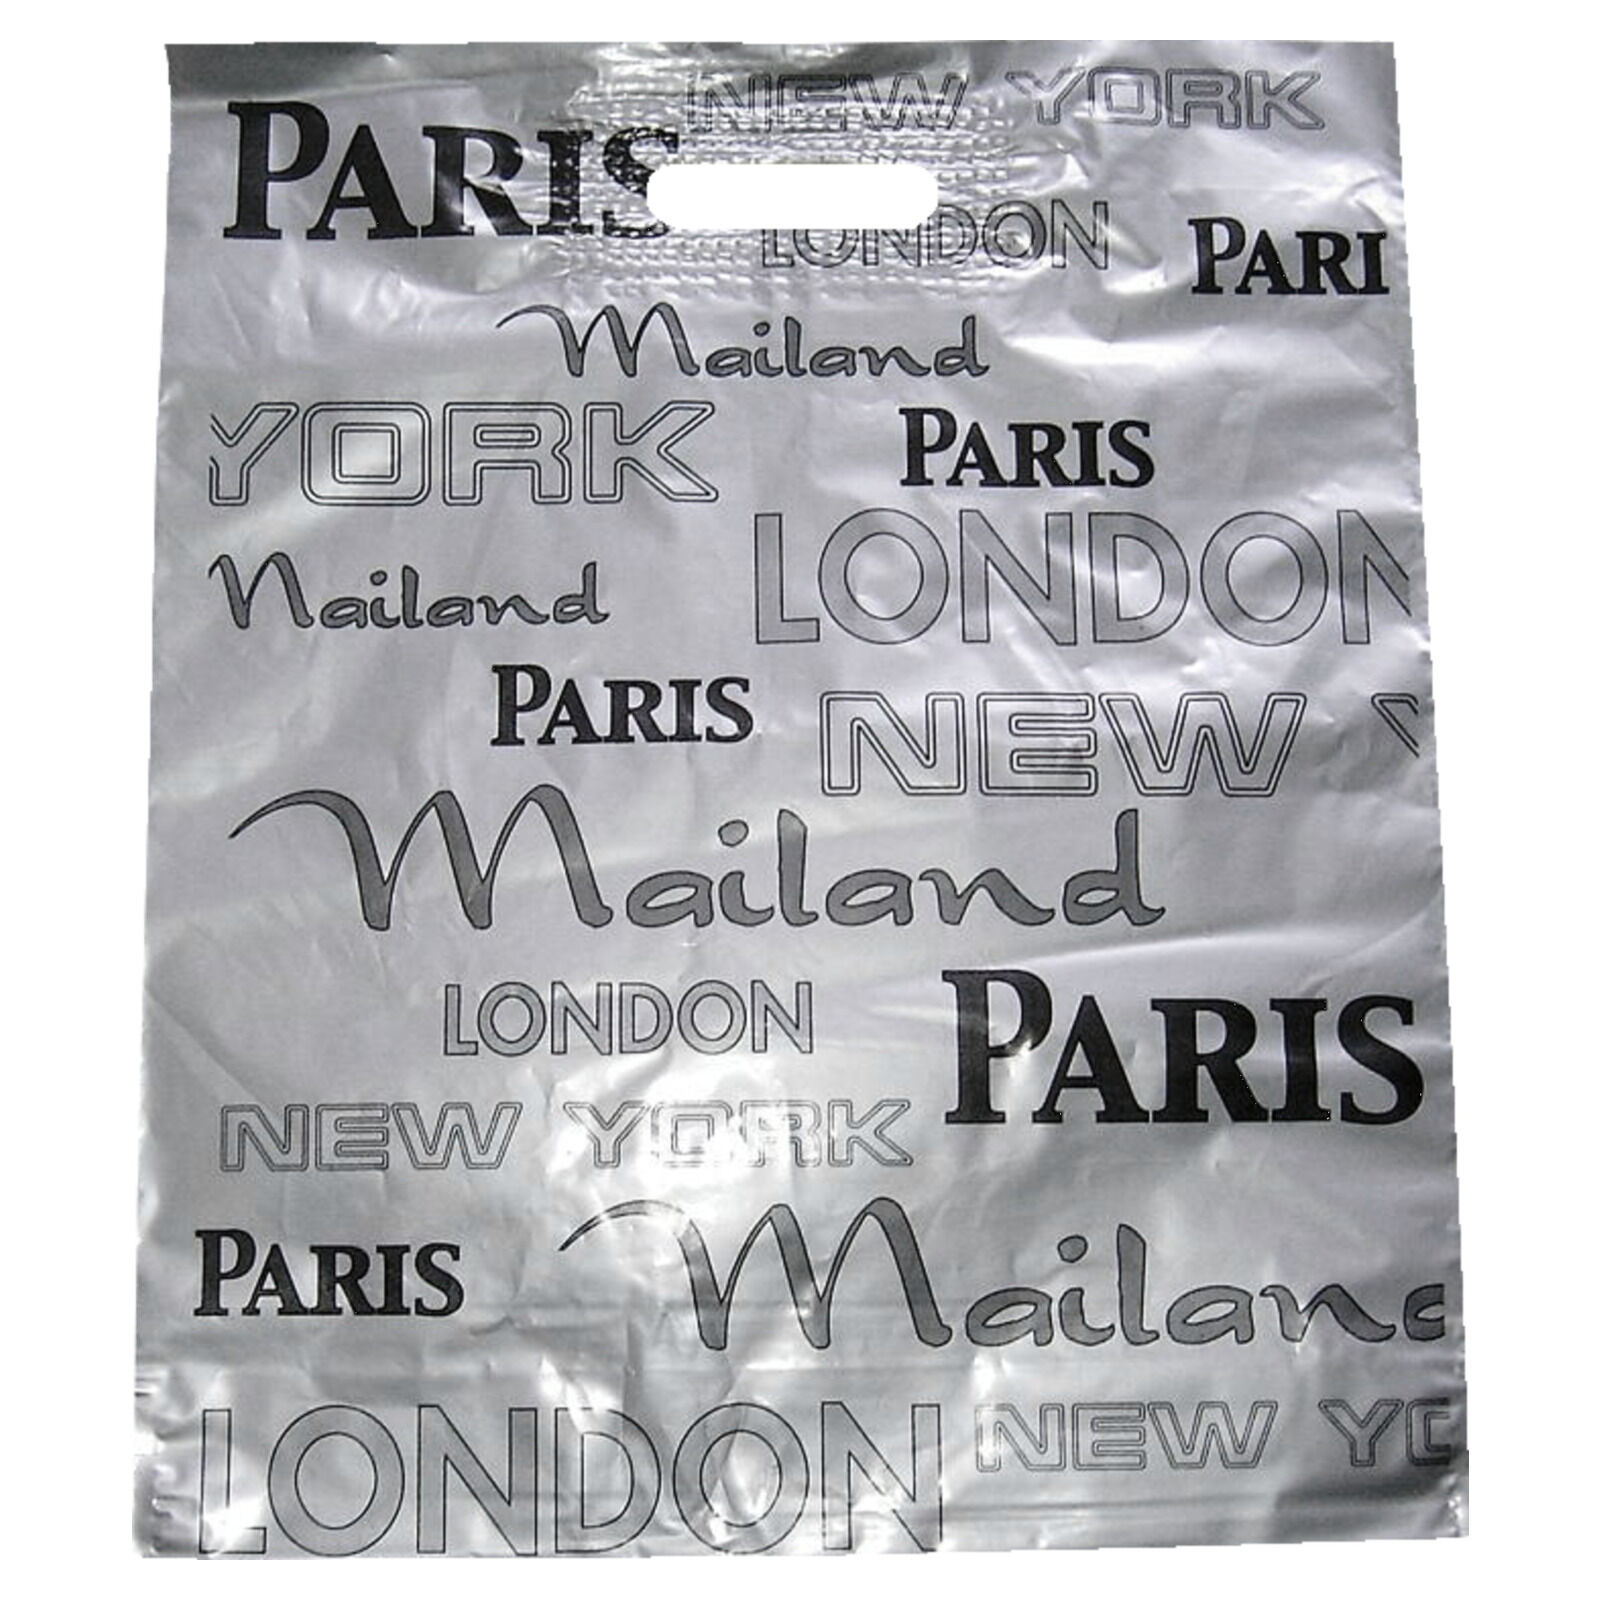 PARIS NEW YORK
LONDON PARI
Mailand
YORK PARIS
LONDON
Nailand
PARIS NEW Y
Mailand
LONDON PARIS
NEW YORK
PARIS Mailand
LONDON NEW YO